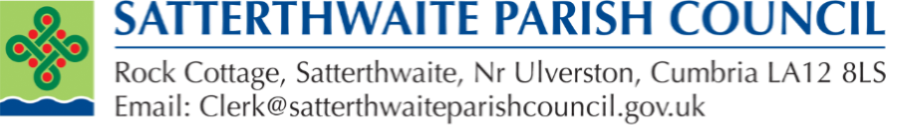 SATTERTHWAITE PARISH COUNCIL
Rock Cottage, Satterthwaite, Nr Ulverston, Cumbria LA12 8LS
Email: Clerk@satterthwaiteparishcouncil.gov.uk